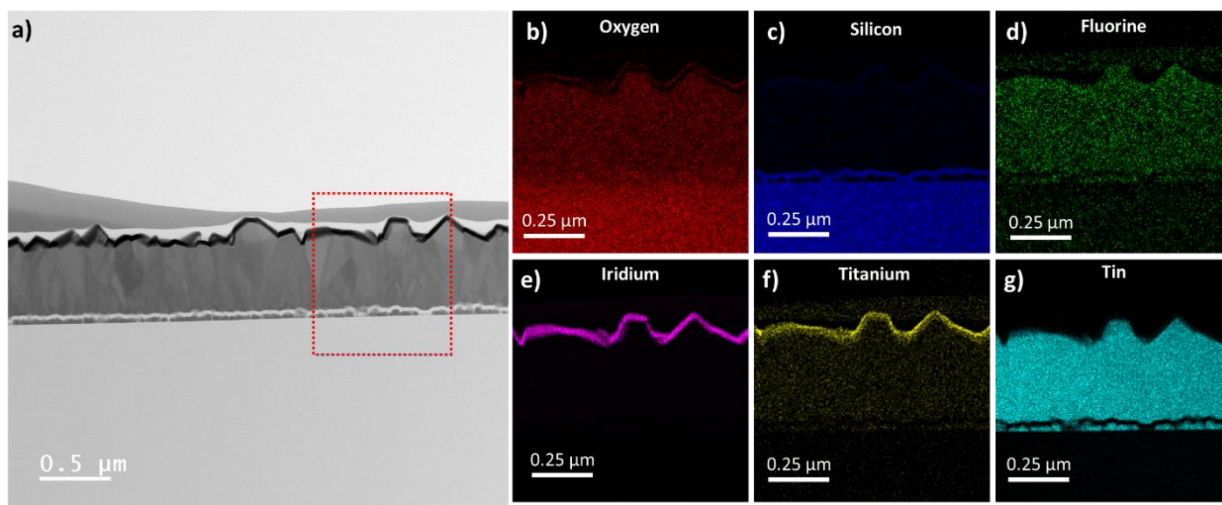 a)
0.5 µm
b)
Oxygen
0.25 µm
c)
Silicon
0.25 µm
d)
Fluorine
0.25 µm
e)
Iridium
0.25 µm
f)
Titanium
0.25 µm
g)
Tin
0.25 µm